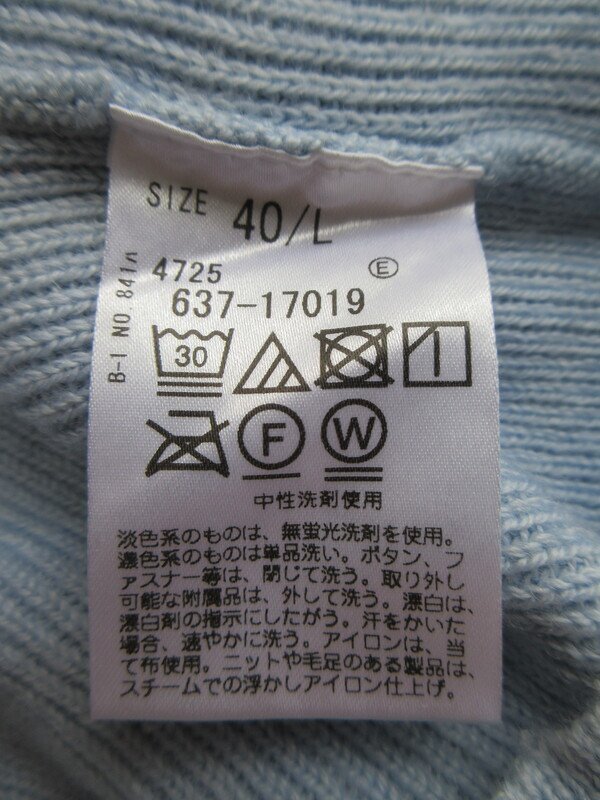 SIZE 40/L
4725 Ⓔ
637-17019
B-1 NO.841
30
F W
中性洗剤使用
淡色系のものは、無蛍光洗剤を使用。
濃色系のものは単品洗い。ボタン、フ
ァスナー等は、閉じて洗う。取り外し
可能な附属品は、外して洗う。漂白は、
漂白剤の指示にしたがう。汗をかいた
場合、速やかに洗う。アイロンは、当
て布使用。ニットや毛足のある製品は、
スチームでの浮かしアイロン仕上げ。